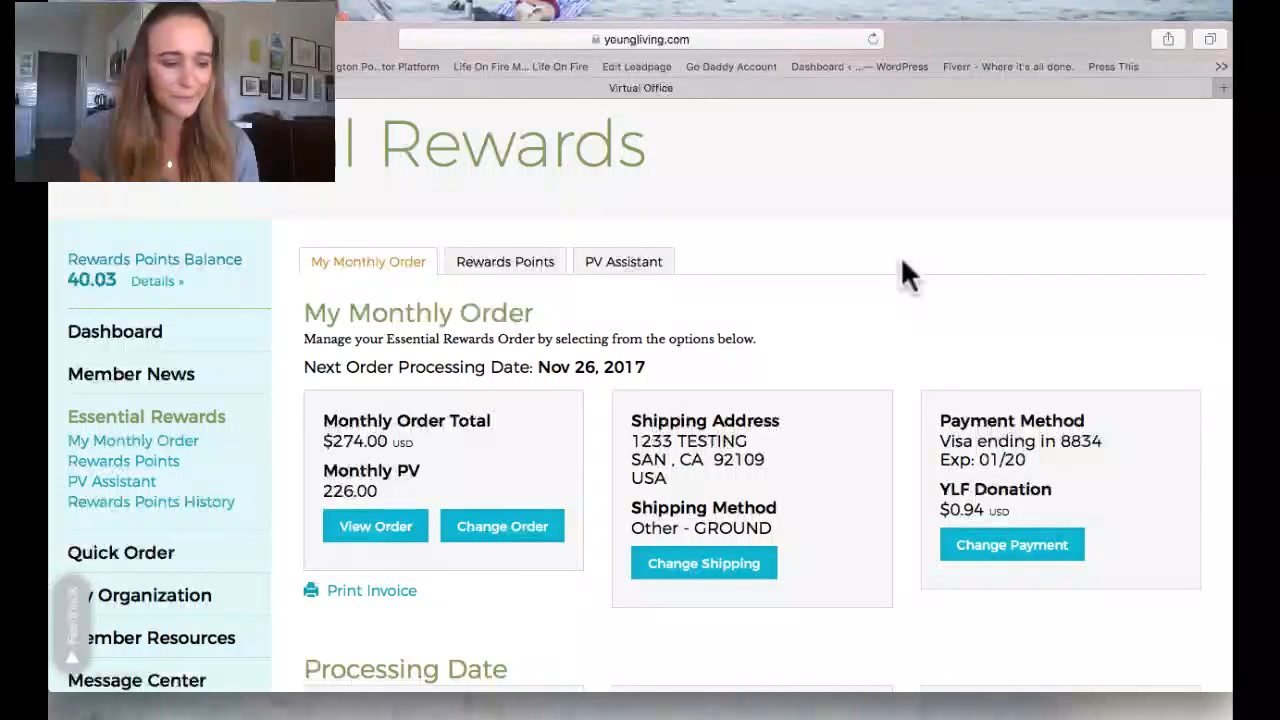 youngliving.com
gton Po...tor Platform Life On Fire M... Life On Fire Edit Leadpage Go Daddy Account Dashboard ‹ ...— WordPress Fiverr - Where it's all done. Press This >>
Virtual Office +
l Rewards
Rewards Points Balance
40.03 Details »
Dashboard
Member News
Essential Rewards
My Monthly Order
Rewards Points
PV Assistant
Rewards Points History
Quick Order
y Organization
ember Resources
Message Center
Feedback
My Monthly Order Rewards Points PV Assistant
My Monthly Order
Manage your Essential Rewards Order by selecting from the options below.
Next Order Processing Date: Nov 26, 2017
Monthly Order Total
$274.00 USD
Monthly PV
226.00
View Order Change Order
Print Invoice
Shipping Address
1233 TESTING
SAN , CA 92109
USA
Shipping Method
Other - GROUND
Change Shipping
Payment Method
Visa ending in 8834
Exp: 01/20
YLF Donation
$0.94 USD
Change Payment
Processing Date